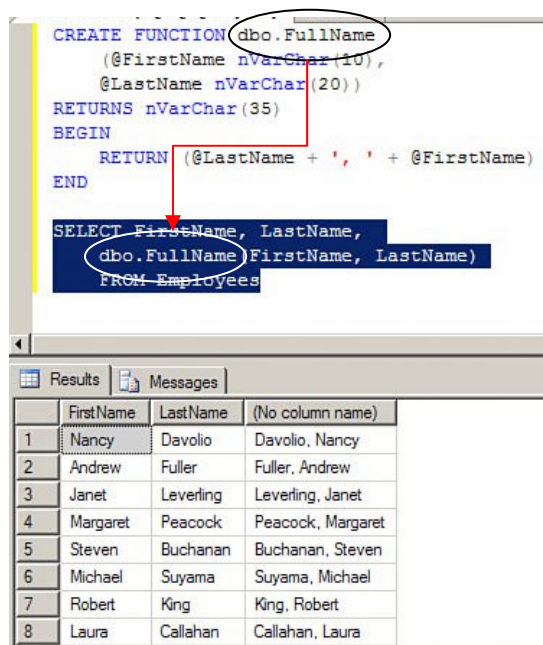 CREATE FUNCTION dbo.FullName
(@FirstName nVarChar(10),
@LastName nVarChar(20))
RETURNS nVarChar(35)
BEGIN
RETURN (@LastName + ', ' + @FirstName)
END
SELECT FirstName, LastName,
dbo.FullName(FirstName, LastName)
FROM Employees
Results Messages
FirstName LastName (No column name)
1 Nancy Davolio Davolio, Nancy
2 Andrew Fuller Fuller, Andrew
3 Janet Leverling Leverling, Janet
4 Margaret Peacock Peacock, Margaret
5 Steven Buchanan Buchanan, Steven
6 Michael Suyama Suyama, Michael
7 Robert King King, Robert
8 Laura Callahan Callahan, Laura